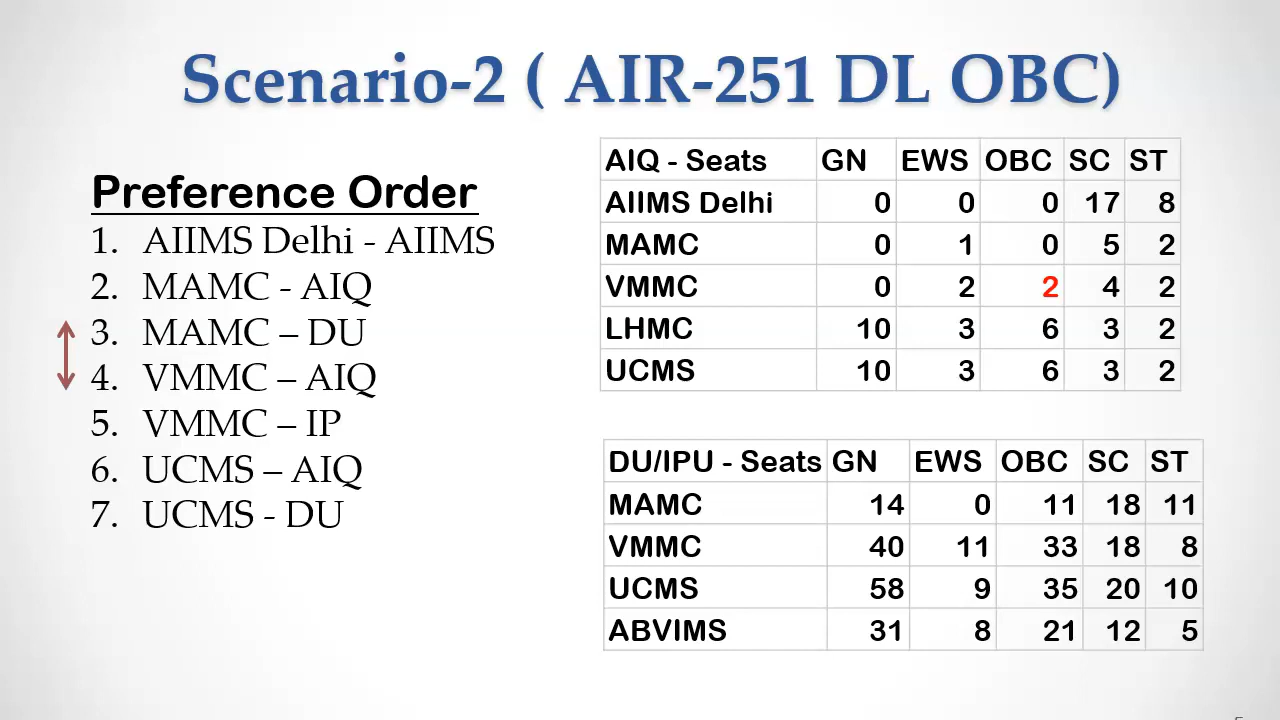 Scenario-2 ( AIR-251 DL OBC)
Preference Order
1. AIIMS Delhi - AIIMS
2. MAMC - AIQ
3. MAMC – DU
4. VMMC – AIQ
5. VMMC – IP
6. UCMS – AIQ
7. UCMS - DU
AIQ - Seats GN EWS OBC SC ST
AIIMS Delhi 0 0 0 17 8
MAMC 0 1 0 5 2
VMMC 0 2 2 4 2
LHMC 10 3 6 3 2
UCMS 10 3 6 3 2
DU/IPU - Seats GN EWS OBC SC ST
MAMC 14 0 11 18 11
VMMC 40 11 33 18 8
UCMS 58 9 35 20 10
ABVIMS 31 8 21 12 5